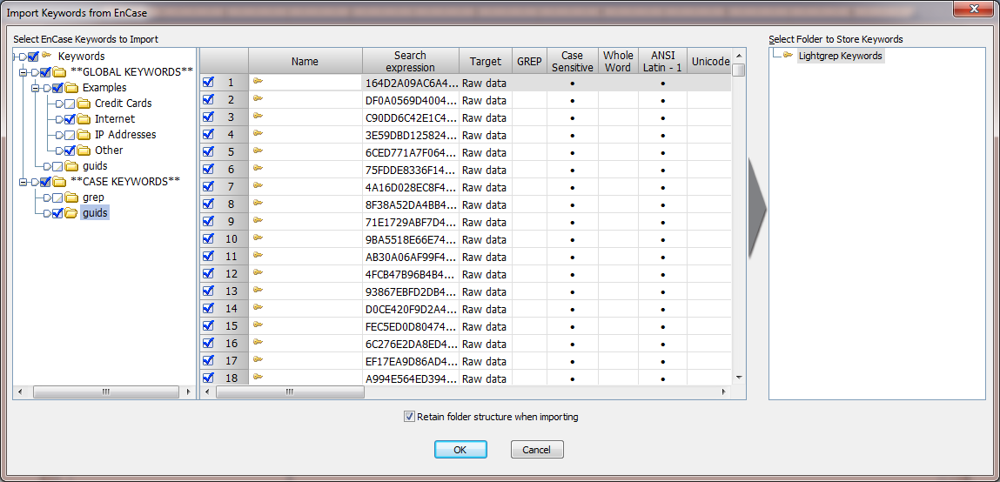 Import Keywords from EnCase
Select EnCase Keywords to Import
Keywords
**GLOBAL KEYWORDS**
Examples
Credit Cards
Internet
IP Addresses
Other
guids
**CASE KEYWORDS**
grep
guids
Name Search expression Target GREP Case Sensitive Whole Word ANSI Latin - 1 Unicode
1 164D2A09AC6A4... Raw data • •
2 DF0A0569D4004... Raw data • •
3 C90DD6C42E1C4... Raw data • •
4 3E59DBD125824... Raw data • •
5 6CED771A7F064... Raw data • •
6 75FDDE8336F14... Raw data • •
7 4A16D028EC8F4... Raw data • •
8 8F38A52DA4BB4... Raw data • •
9 71E1729ABF7D4... Raw data • •
10 9BA5518E66E74... Raw data • •
11 AB30A06AF99F4... Raw data • •
12 4FCB47B96B4B4... Raw data • •
13 93867EBFD2DB4... Raw data • •
14 D0CE420F9D2A4... Raw data • •
15 FEC5ED0D80474... Raw data • •
16 6C276E2DA8ED4... Raw data • •
17 EF17EA9D86AD4... Raw data • •
18 A994E564ED394... Raw data • •
Select Folder to Store Keywords
Lightgrep Keywords
Retain folder structure when importing
OK
Cancel